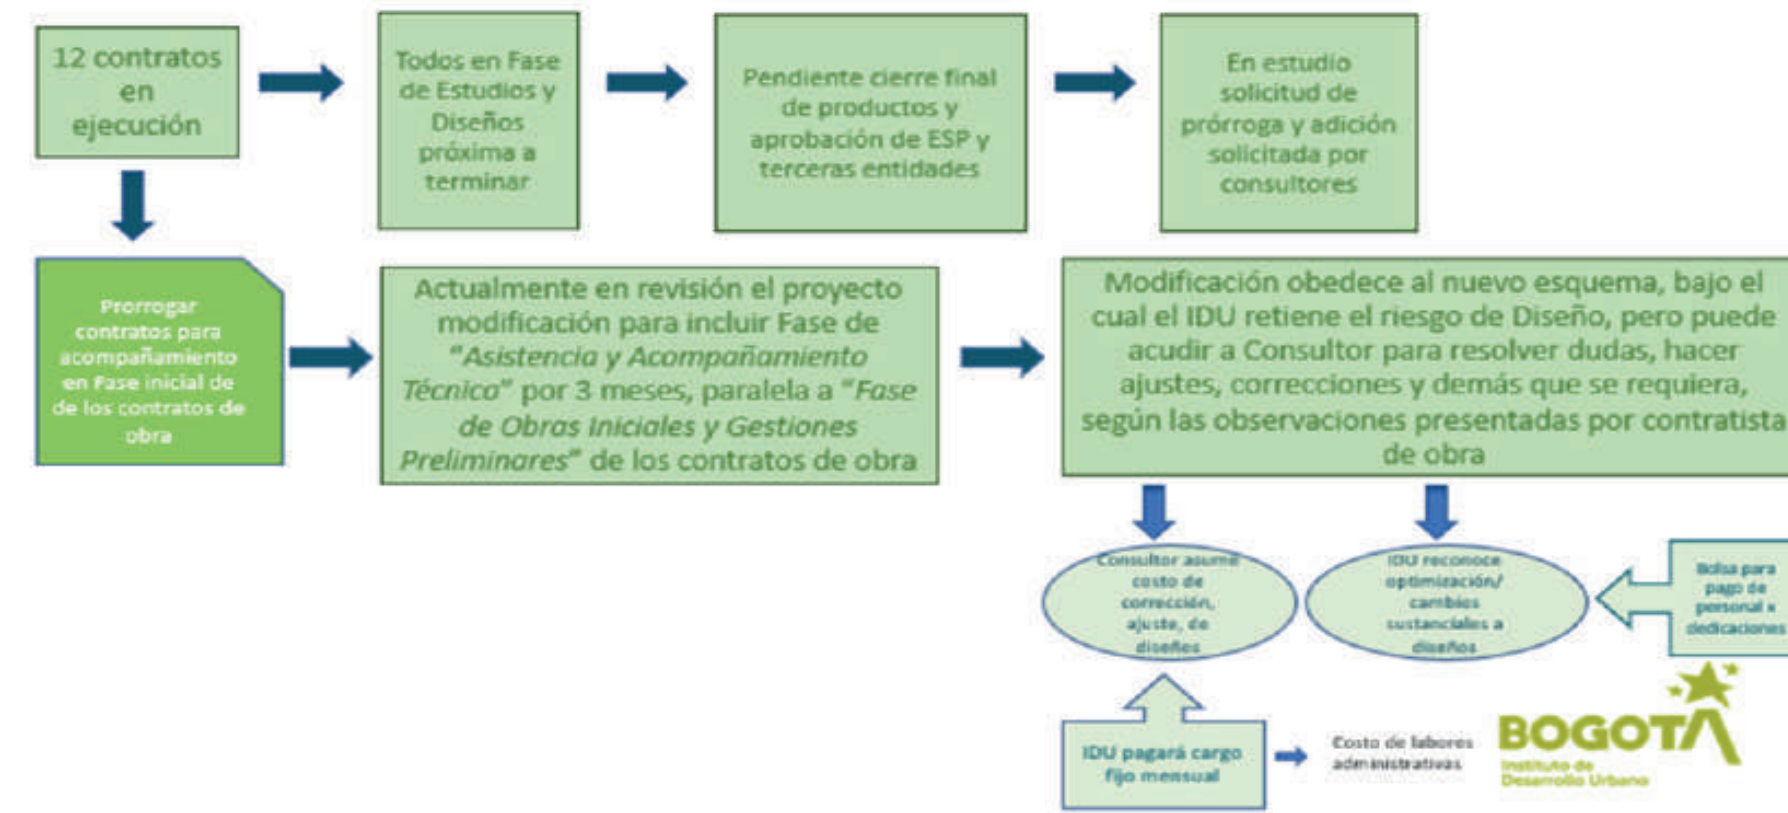 12 contratos
en
ejecución
Todos en Fase
de Estudios y
Diseños
próxima a
terminar
Pendiente cierre final
de productos y
aprobación de ESP y
terceras entidades
En estudio
solicitud de
prórroga y adición
solicitada por
consultores
Prorrogar
contratos para
acompañamiento
en Fase inicial de
de los contratos de
obra
Actualmente en revisión el proyecto
modificación para incluir Fase de
"Asistencia y Acompañamiento
Técnico" por 3 meses, paralela a "Fase
de Obras Iniciales y Gestiones
Preliminares" de los contratos de obra
Modificación obedece al nuevo esquema, bajo el
cual el IDU retiene el riesgo de Diseño, pero puede
acudir a Consultor para resolver dudas, hacer
ajustes, correcciones y demás que se requiera,
según las observaciones presentadas por contratista
de obra
Consultor asume
costo de
corrección,
ajuste, de
diseños
IDU reconoce
optimización/
cambios
sustanciales a
diseños
Bolsa para
pago de
personal x
dedicaciones
IDU pagará cargo
fijo mensual
Costo de labores
administrativas
BOGOTÁ
Instituto de
Desarrollo Urbano